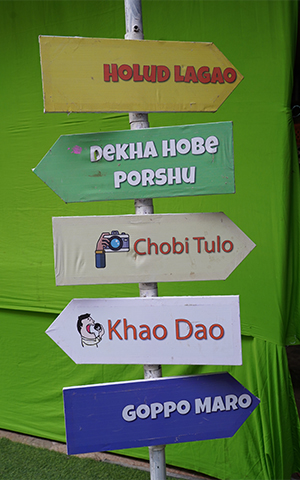 HOLUD LAGAO
DEKHA HOBE
PORSHU
Chobi Tulo
Khao Dao
GOPPO MARO